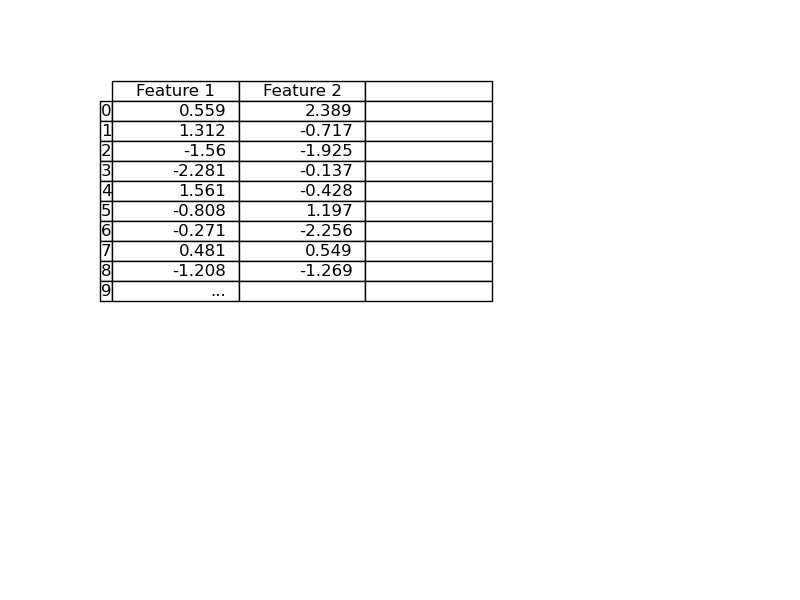 Feature 1 Feature 2
0 0.559 2.389
1 1.312 -0.717
2 -1.56 -1.925
3 -2.281 -0.137
4 1.561 -0.428
5 -0.808 1.197
6 -0.271 -2.256
7 0.481 0.549
8 -1.208 -1.269
9 ...